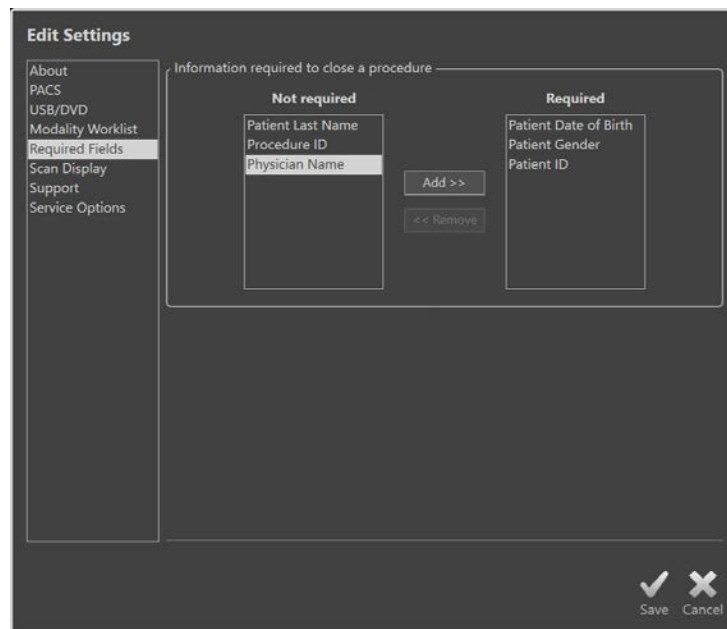 Edit Settings
About
PACS
USB/DVD
Modality Worklist
Required Fields
Scan Display
Support
Service Options
Information required to close a procedure
Not required
Patient Last Name
Procedure ID
Physician Name
Add >>
<< Remove
Required
Patient Date of Birth
Patient Gender
Patient ID
Save
Cancel